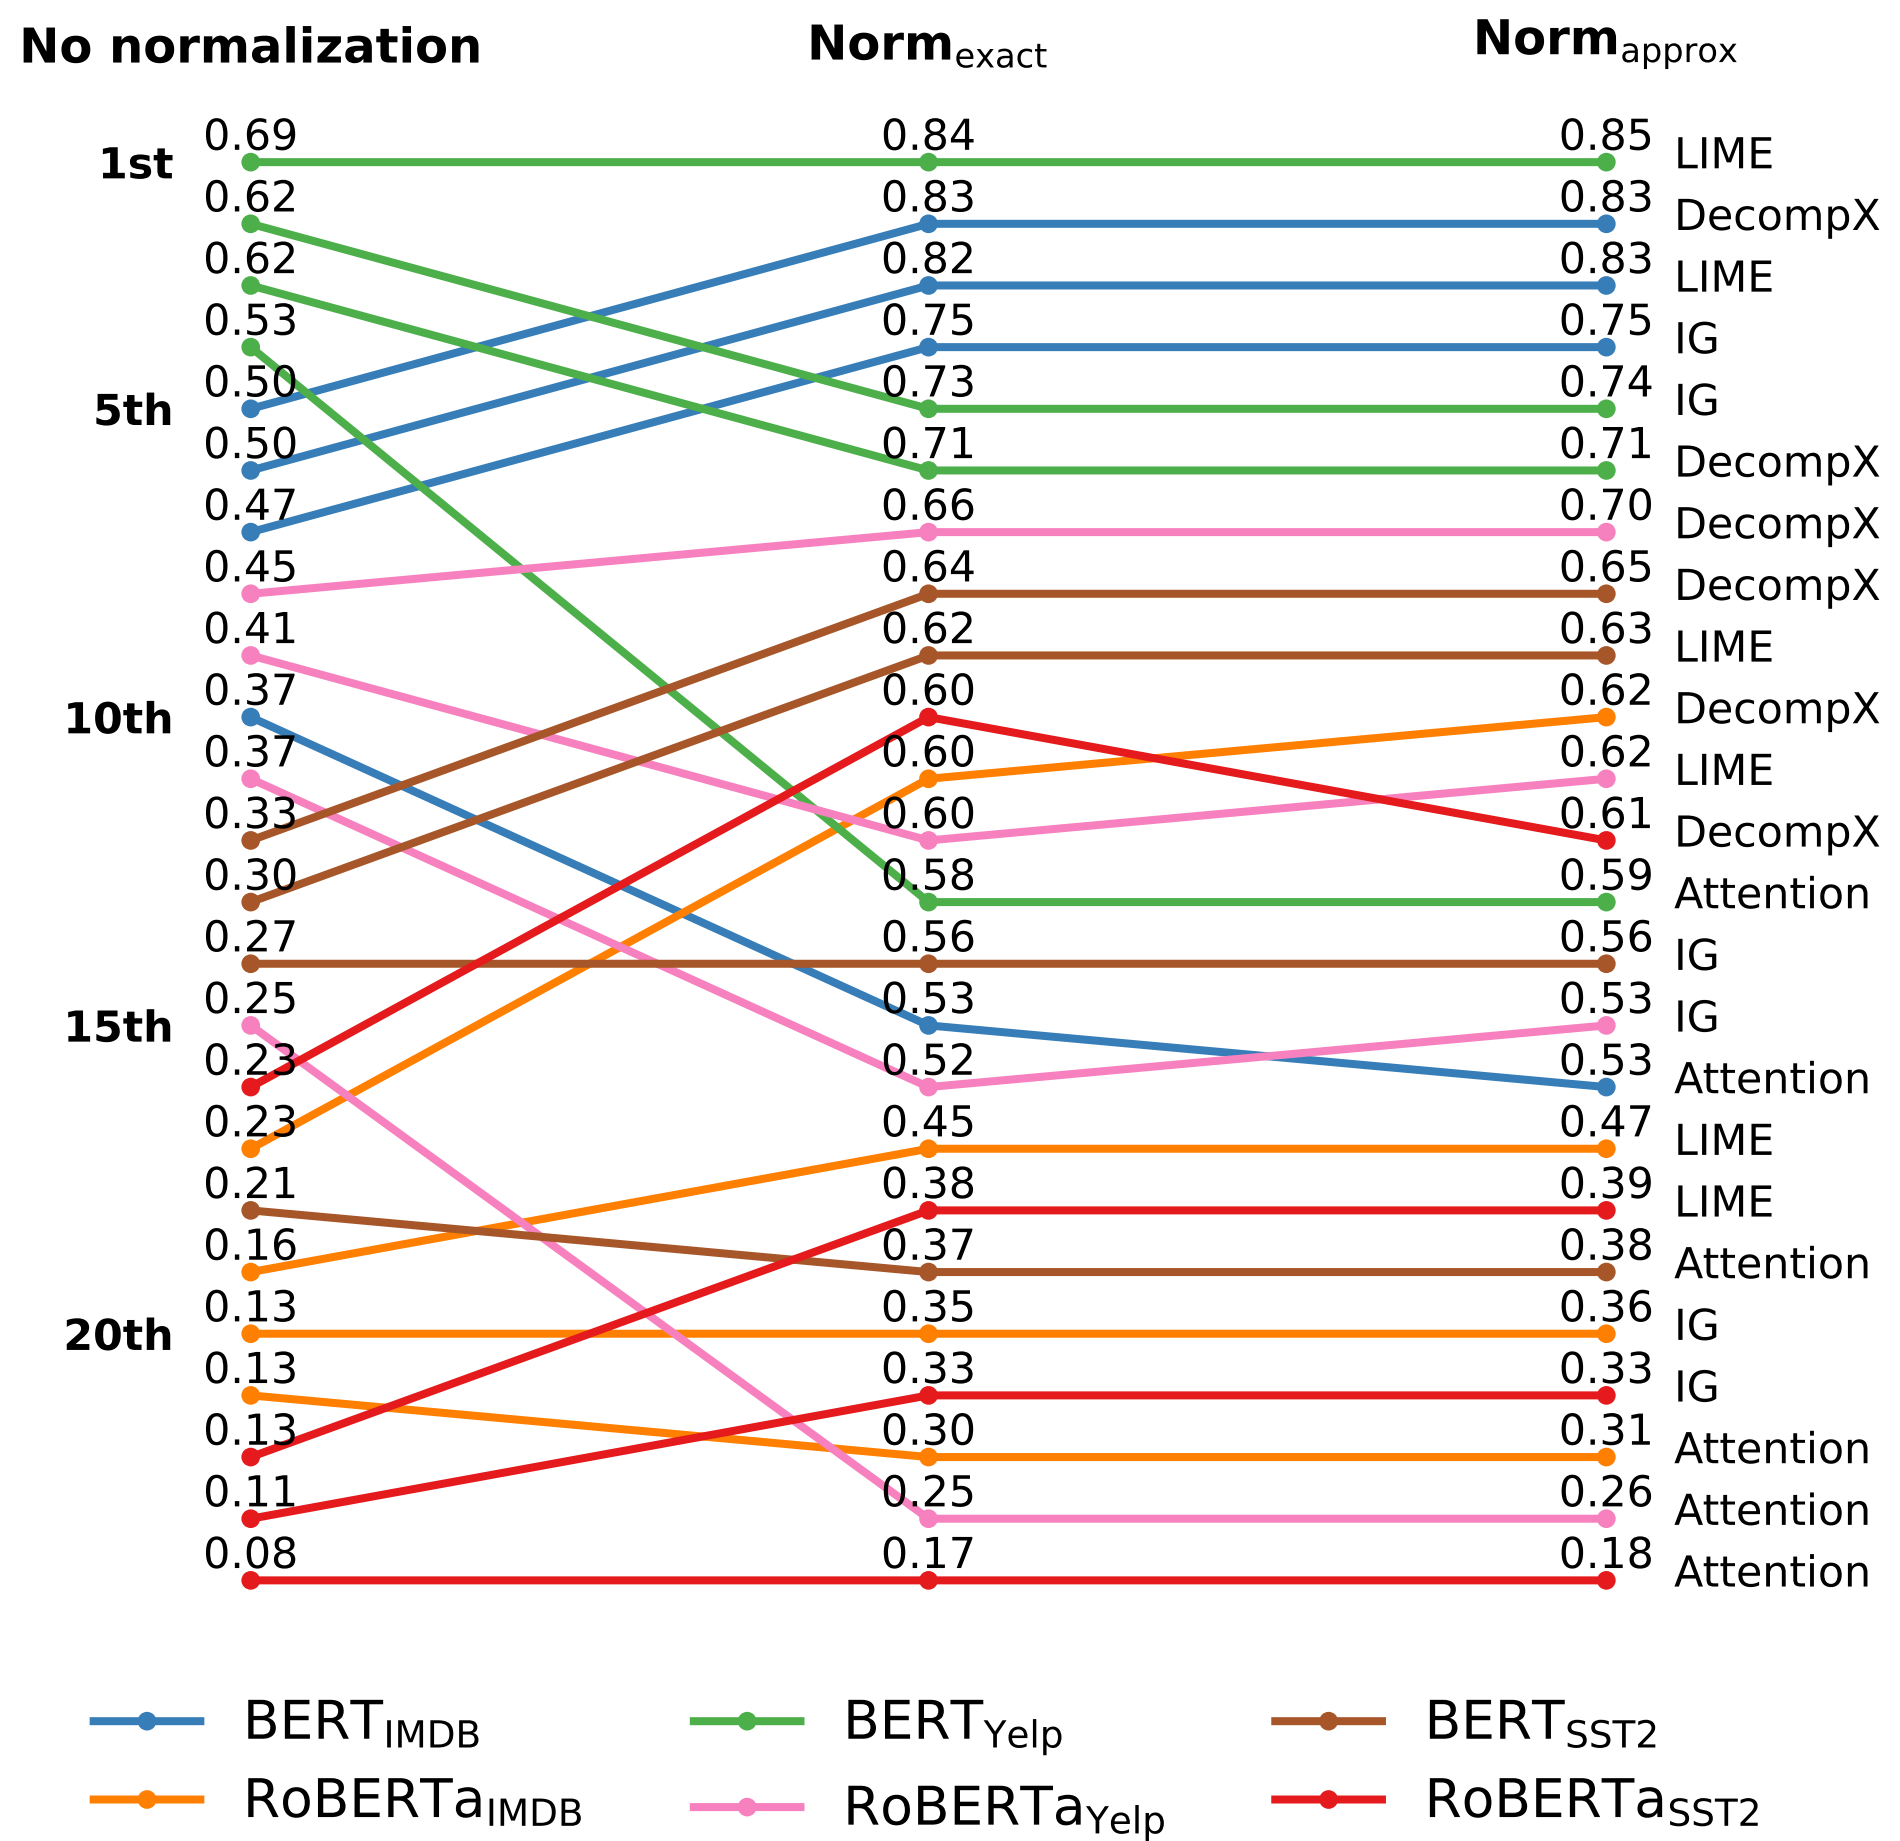 No normalization Norm_exact Norm_approx
0.69 0.84 0.85 LIME
1st
0.62 0.83 0.83 DecompX
0.62 0.82 0.83 LIME
0.53 0.75 0.75 IG
0.50 0.73 0.74 IG
5th
0.50 0.71 0.71 DecompX
0.47 0.66 0.70 DecompX
0.45 0.64 0.65 DecompX
0.41 0.62 0.63 LIME
0.37 0.60 0.62 DecompX
10th
0.37 0.60 0.62 LIME
0.33 0.60 0.61 DecompX
0.30 0.58 0.59 Attention
0.27 0.56 0.56 IG
0.25 0.53 0.53 IG
15th
0.23 0.52 0.53 Attention
0.23 0.45 0.47 LIME
0.21 0.38 0.39 LIME
0.16 0.37 0.38 Attention
0.13 0.35 0.36 IG
20th
0.13 0.33 0.33 IG
0.13 0.30 0.31 Attention
0.11 0.25 0.26 Attention
0.08 0.17 0.18 Attention
BERT_IMDB BERT_Yelp BERT_SST2
RoBERTa_IMDB RoBERTa_Yelp RoBERTa_SST2